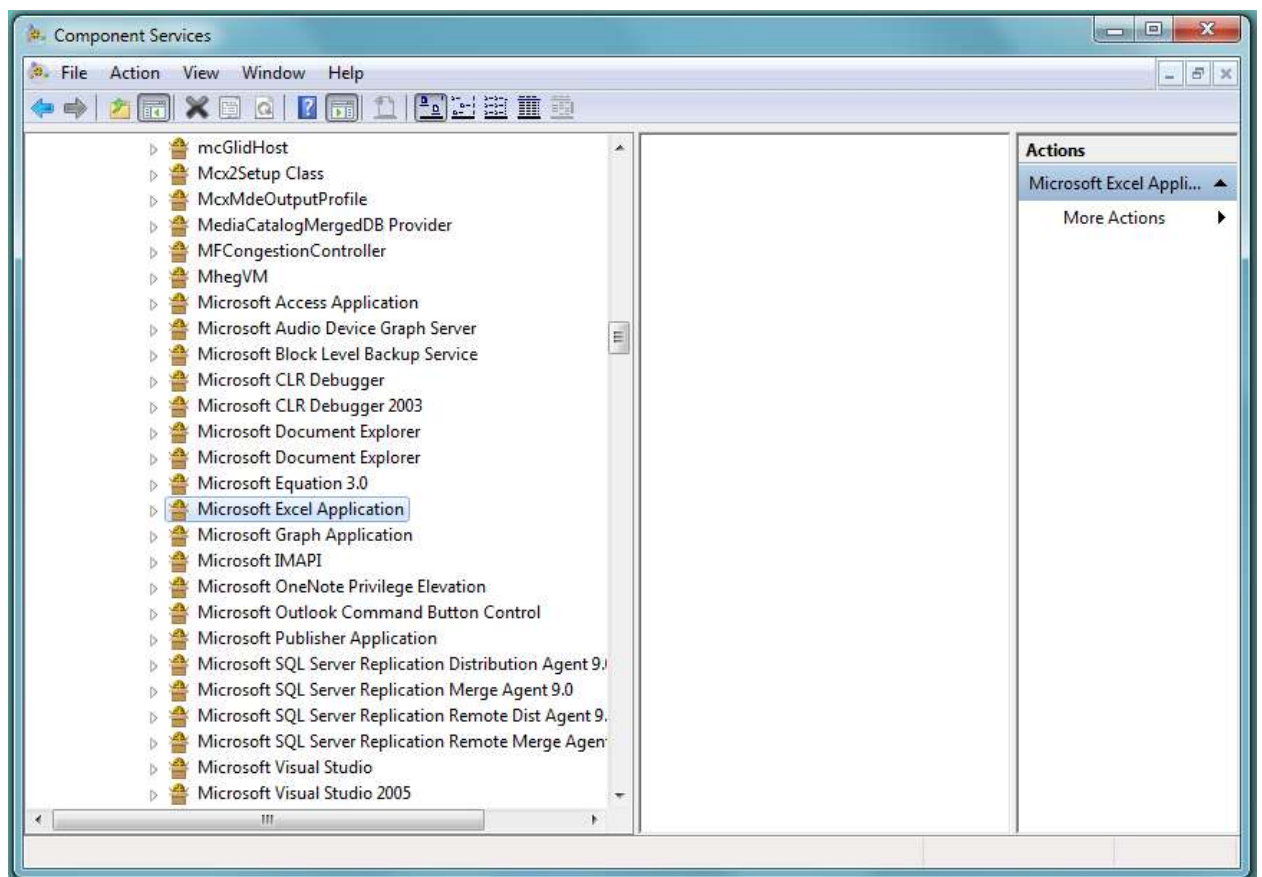 Component Services
File Action View Window Help
mcGlidHost
Mcx2Setup Class
McxMdeOutputProfile
MediaCatalogMergedDB Provider
MFCongestionController
MhegVM
Microsoft Access Application
Microsoft Audio Device Graph Server
Microsoft Block Level Backup Service
Microsoft CLR Debugger
Microsoft CLR Debugger 2003
Microsoft Document Explorer
Microsoft Document Explorer
Microsoft Equation 3.0
Microsoft Excel Application
Microsoft Graph Application
Microsoft IMAPI
Microsoft OneNote Privilege Elevation
Microsoft Outlook Command Button Control
Microsoft Publisher Application
Microsoft SQL Server Replication Distribution Agent 9.
Microsoft SQL Server Replication Merge Agent 9.0
Microsoft SQL Server Replication Remote Dist Agent 9.
Microsoft SQL Server Replication Remote Merge Agen
Microsoft Visual Studio
Microsoft Visual Studio 2005
Actions
Microsoft Excel Appli...
More Actions